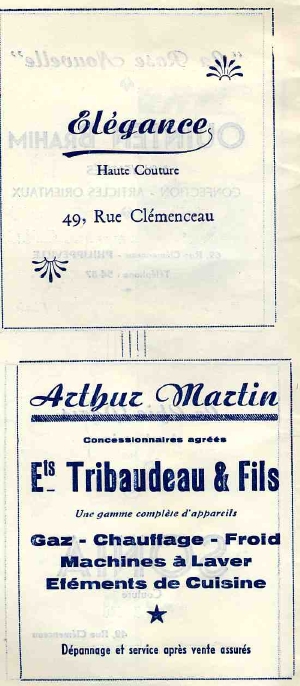 Élégance
Haute Couture
49, Rue Clémenceau
Arthur Martin
Concessionnaires agréés
Ets Tribaudeau & Fils
Une gamme complète d'appareils
Gaz - Chauffage - Froid
Machines à Laver
Eléments de Cuisine
Dépannage et service après vente assurés